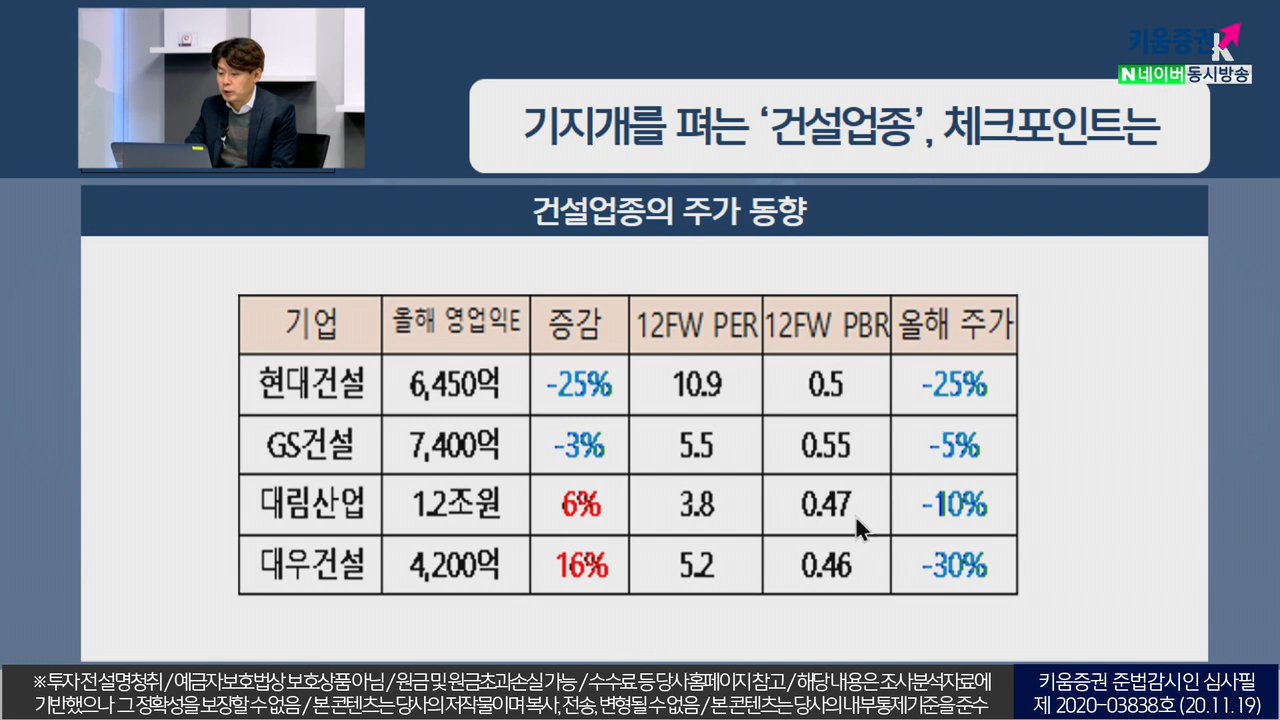 키움증권
N 네이버 동시방송
기지개를 펴는 ‘건설업종’, 체크포인트는
건설업종의 주가 동향
기업 올해 영업익E 증감 12FW PER 12FW PBR 올해 주가
현대건설 6,450억 -25% 10.9 0.5 -25%
GS건설 7,400억 -3% 5.5 0.55 -5%
대림산업 1.2조원 6% 3.8 0.47 -10%
대우건설 4,200억 16% 5.2 0.46 -30%
※ 투자 전 설명청취 / 예금자보호법상 보호상품 아님 / 원금 및 원금초과손실 가능 / 수수료 등 당사홈페이지 참고 / 해당 내용은 조사분석자료에
기반했으나 그 정확성을 보장할 수 없음 / 본 콘텐츠는 당사의 저작물이며 복사, 전송, 변형될 수 없음 / 본 콘텐츠는 당사의 내부통제기준을 준수
키움증권 준법감시인 심사필
제 2020-03838호 (20.11.19)